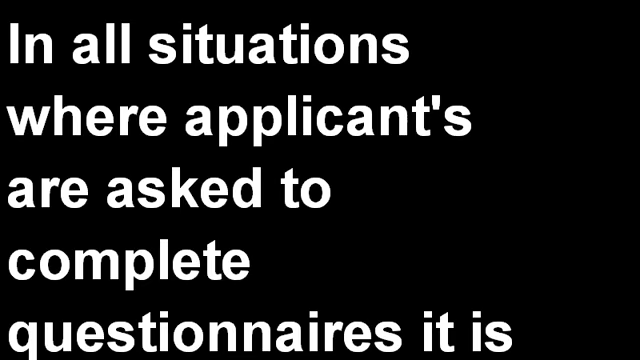 In all situations
where applicant's
are asked to
complete
questionnaires it is